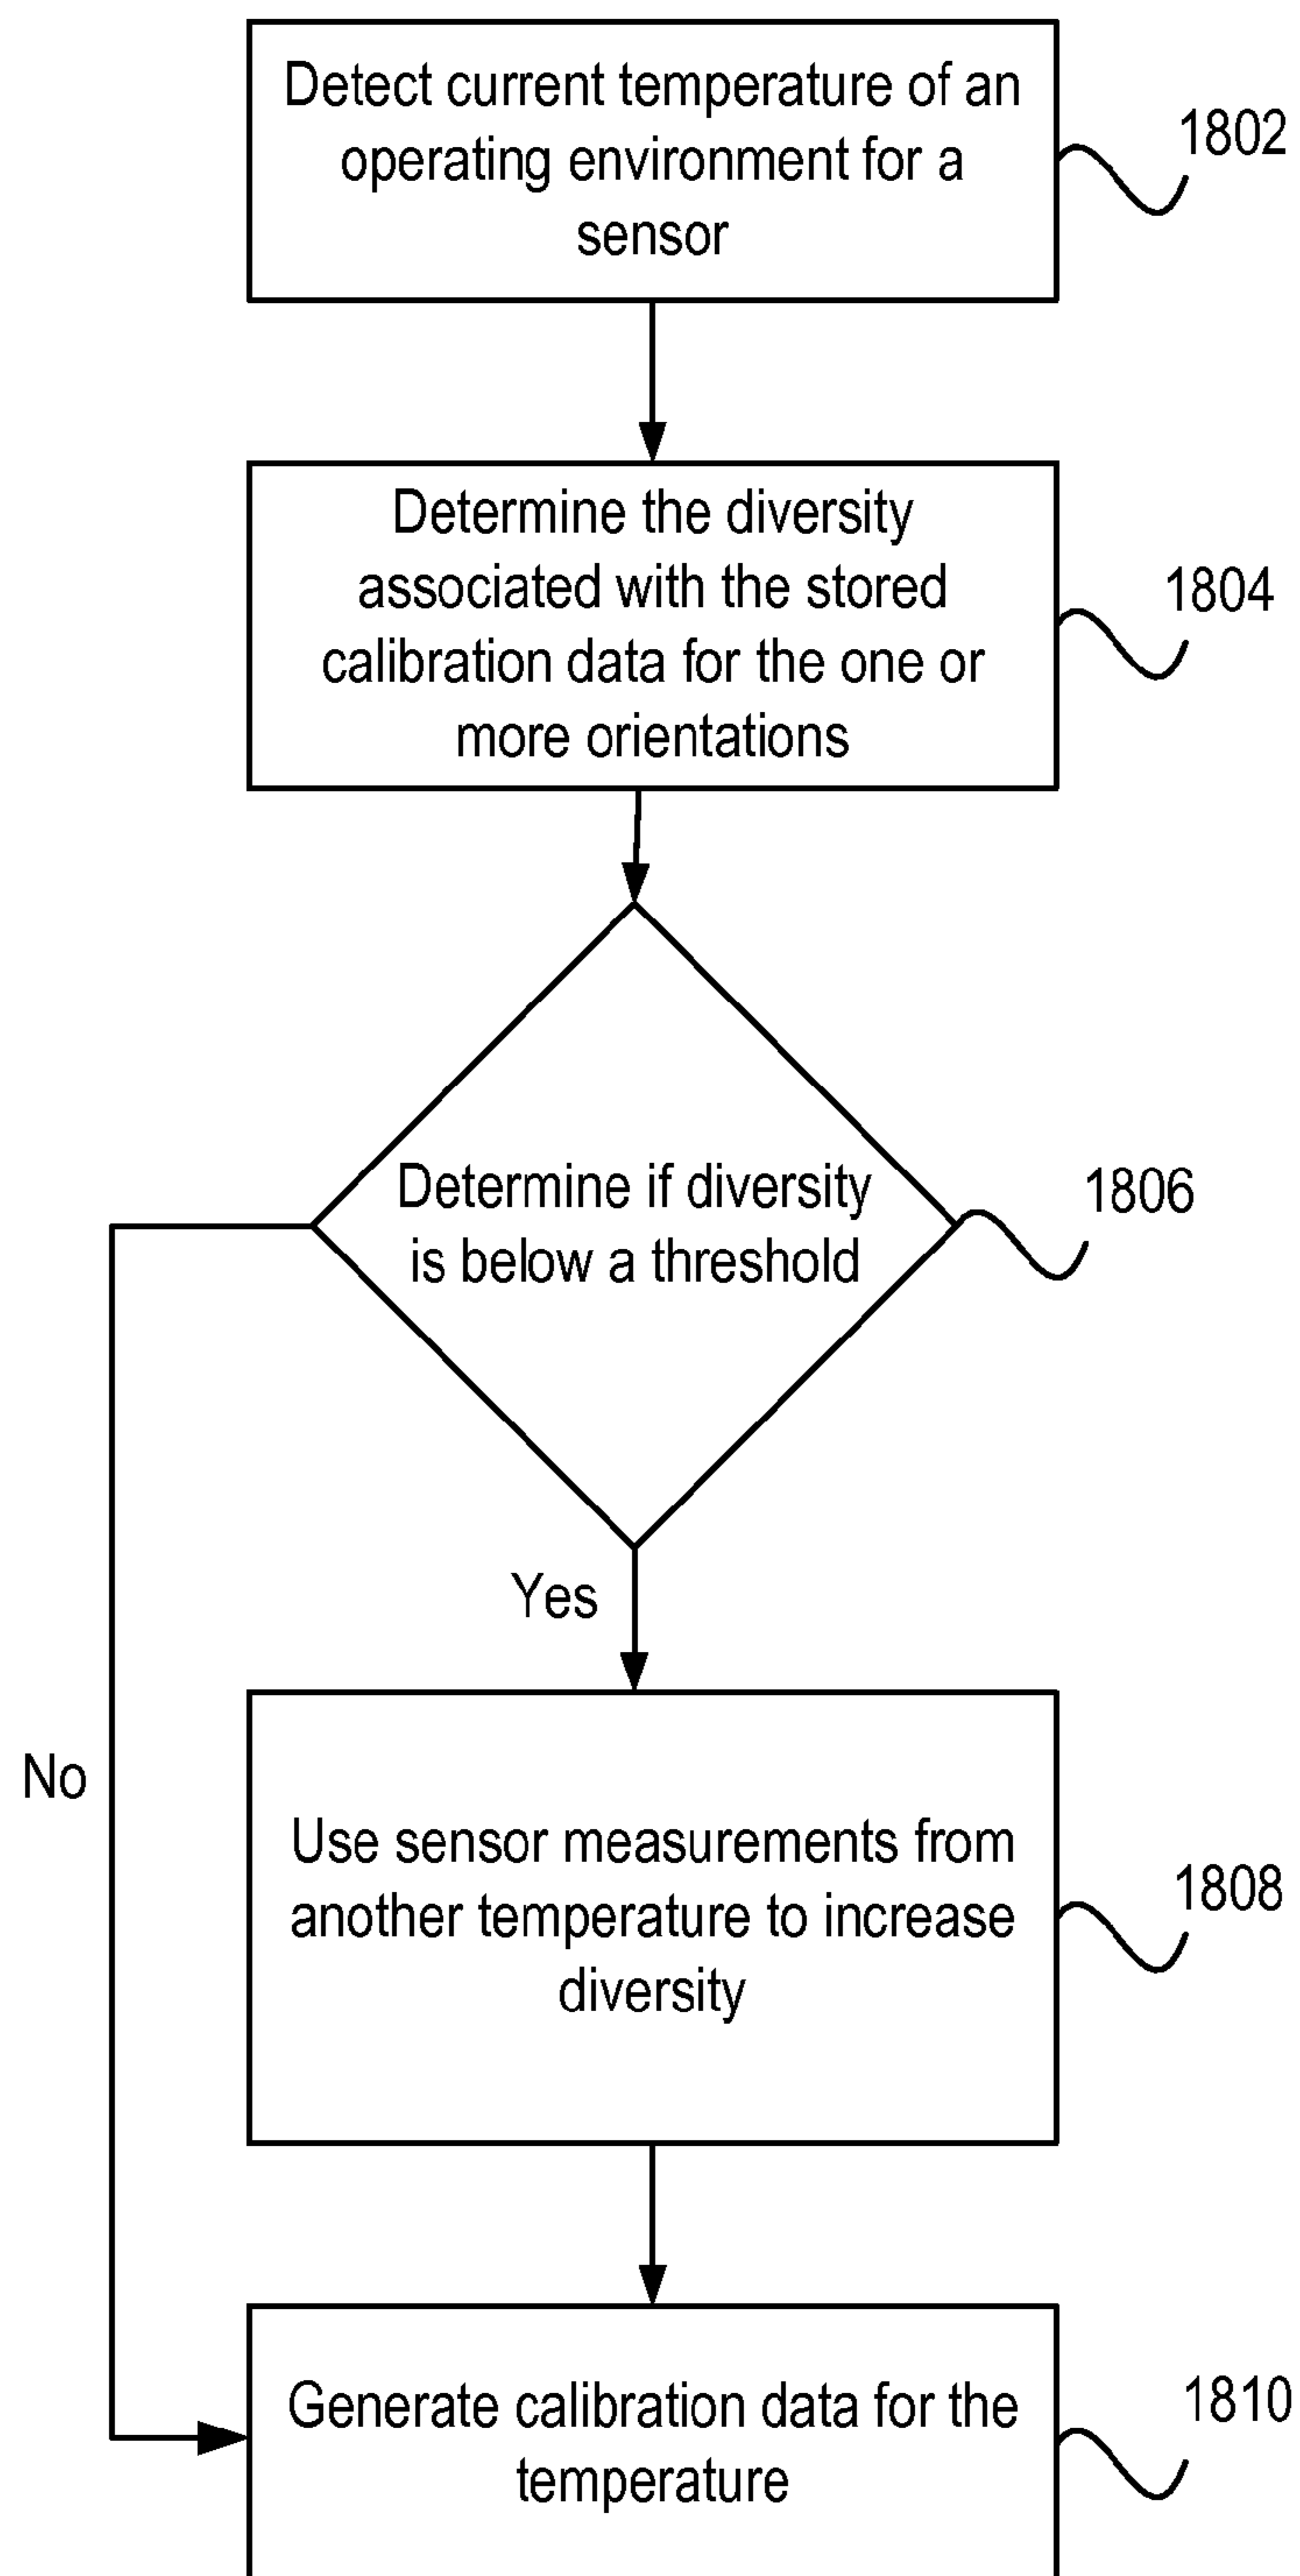 Detect current temperature of an
operating environment for a
sensor
1802
Determine the diversity
associated with the stored
calibration data for the one or
more orientations
1804
Determine if diversity
is below a threshold
1806
Yes
No
Use sensor measurements from
another temperature to increase
diversity
1808
Generate calibration data for the
temperature
1810